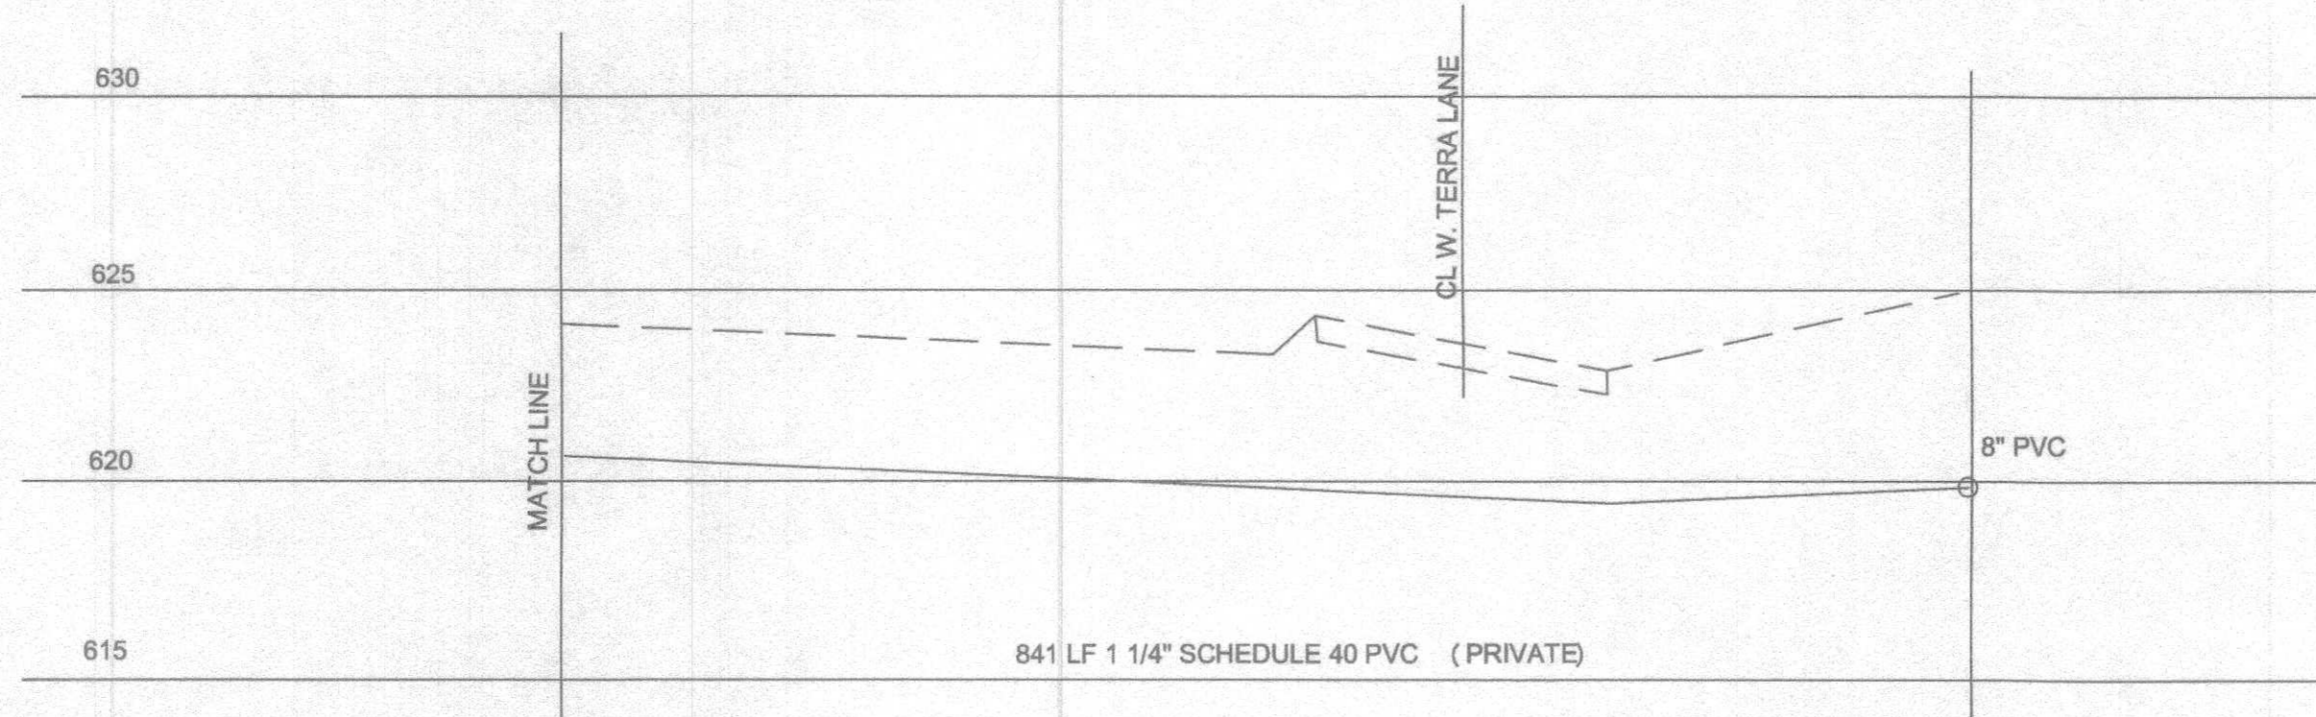 630
CL W. TERRA LANE
625
MATCH LINE
620
8" PVC
615
841 LF 1 1/4" SCHEDULE 40 PVC ( PRIVATE)